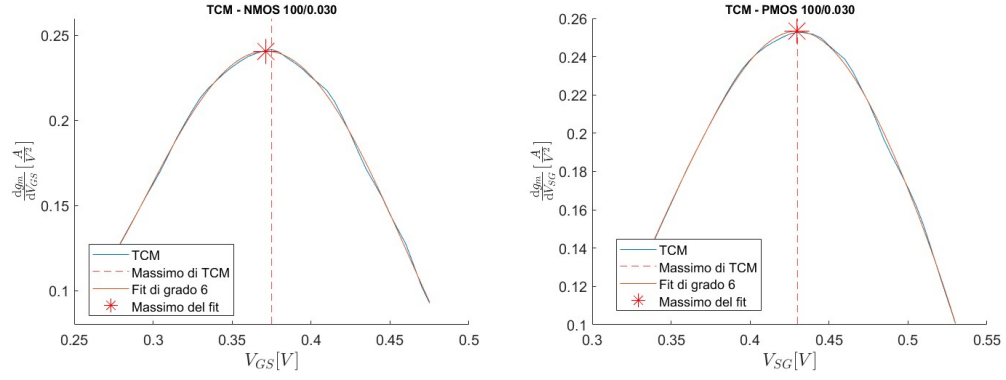 TCM - NMOS 100/0.030
0.25
0.2
0.15
0.1
dg_m/dV_GS [A/V²]
TCM
Massimo di TCM
Fit di grado 6
Massimo del fit
0.25 0.3 0.35 0.4 0.45 0.5
V_GS[V]
TCM - PMOS 100/0.030
0.26
0.24
0.22
0.2
0.18
0.16
0.14
0.12
0.1
dg_m/dV_SG [A/V²]
TCM
Massimo di TCM
Fit di grado 6
Massimo del fit
0.3 0.35 0.4 0.45 0.5 0.55
V_SG[V]